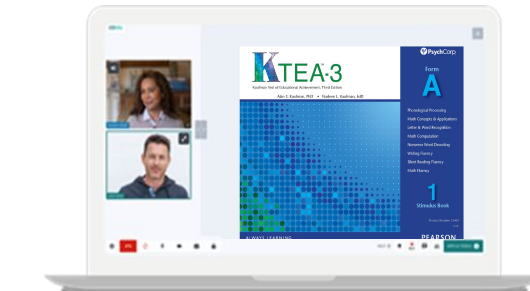 PsychCorp
KTEA™-3
Kaufman Test of Educational Achievement, Third Edition
Alan S. Kaufman, PhD • Nadeen L. Kaufman, EdD
Form
A
Phonological Processing
Math Concepts & Applications
Letter & Word Recognition
Math Computation
Nonsense Word Decoding
Writing Fluency
Silent Reading Fluency
Math Fluency
1
Stimulus Book
ALWAYS LEARNING
PEARSON